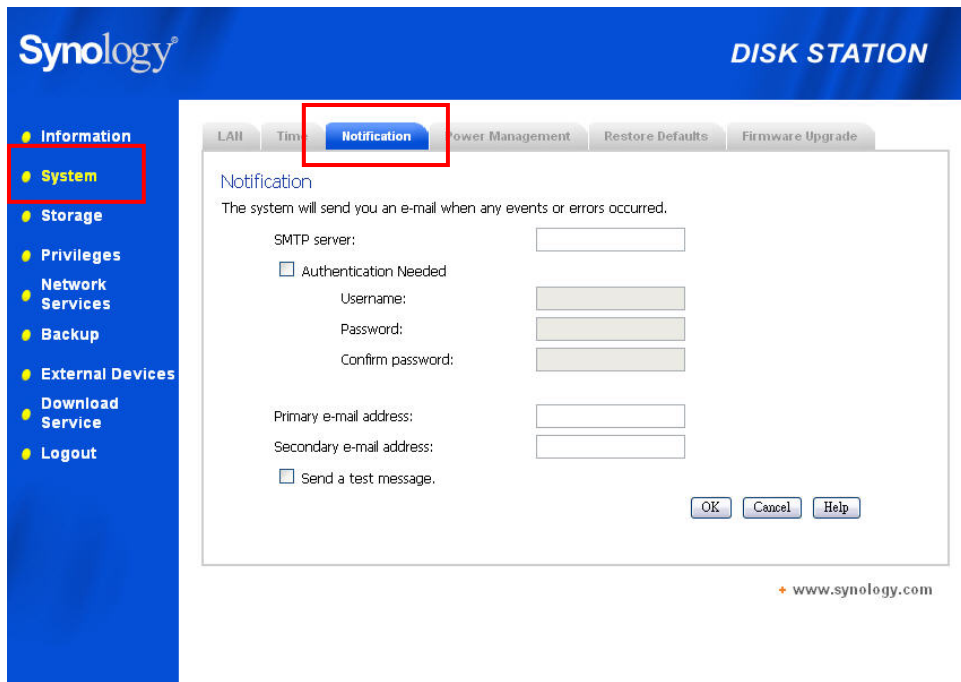 Synology®
DISK STATION
Information
System
Storage
Privileges
Network
Services
Backup
External Devices
Download
Service
Logout
LAN Time Notification Power Management Restore Defaults Firmware Upgrade
Notification
The system will send you an e-mail when any events or errors occurred.
SMTP server:
Authentication Needed
Username:
Password:
Confirm password:
Primary e-mail address:
Secondary e-mail address:
Send a test message.
OK Cancel Help
+ www.synology.com